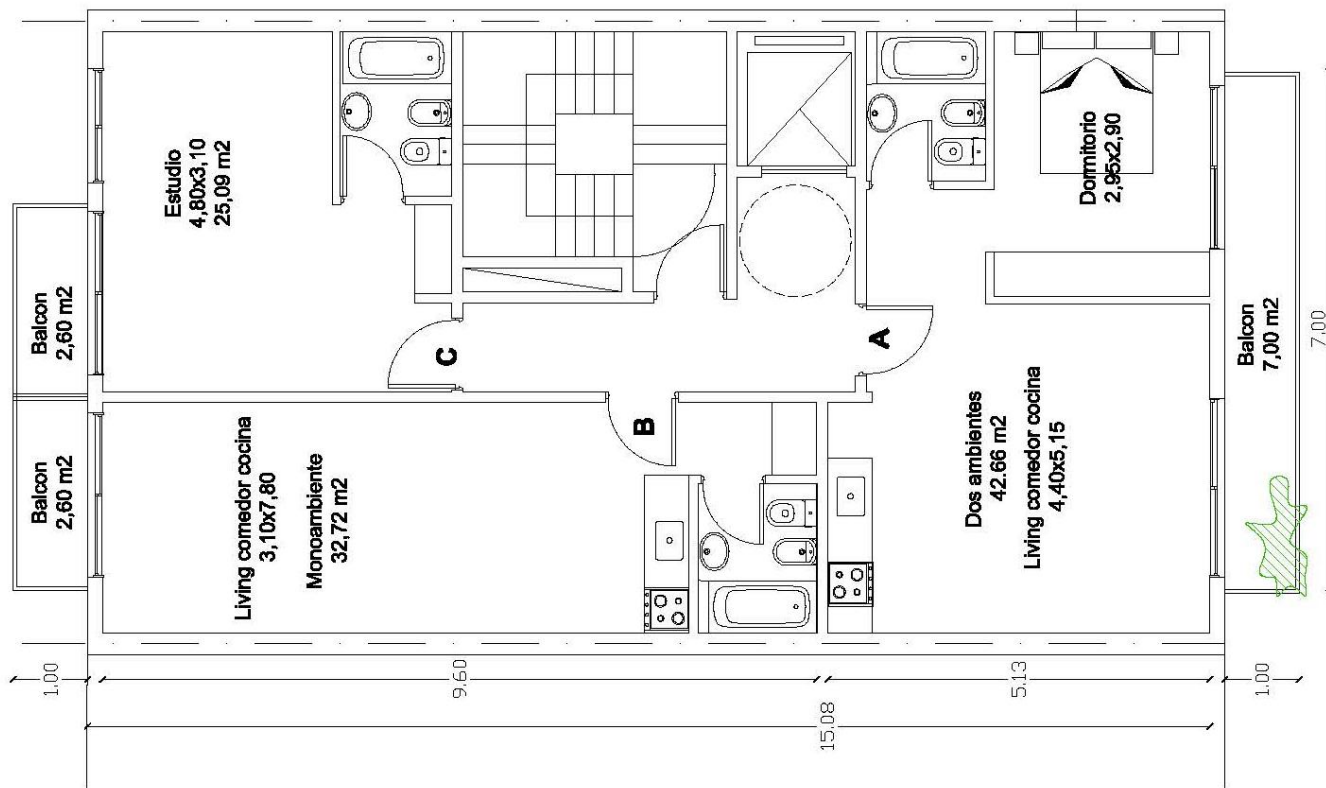 Balcon
2,60 m2
Balcon
2,60 m2
Estudio
4,80x3,10
25,09 m2
C
Living comedor cocina
3,10x7,80
Monoambiente
32,72 m2
B
A
Dormitorio
2,95x2,90
Dos ambientes
42.66 m2
Living comedor cocina
4,40x5,15
Balcon
7,00 m2
7.00
1.00
9.60
15.08
5.13
1.00